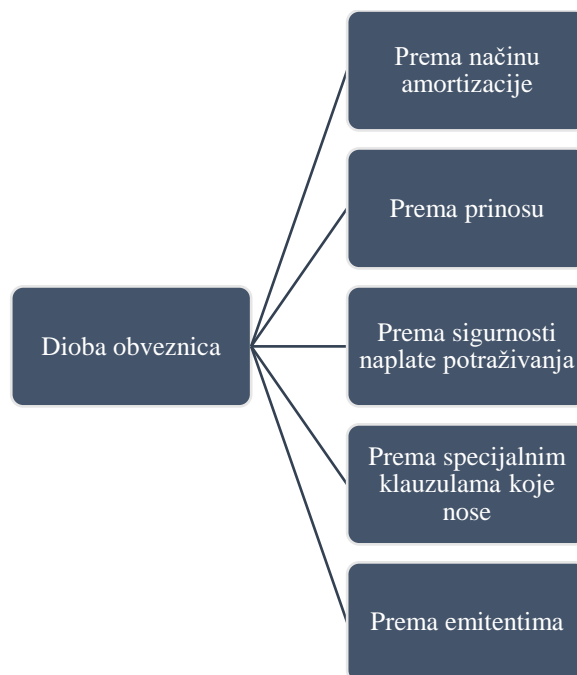 Dioba obveznica
Prema načinu
amortizacije
Prema prinosu
Prema sigurnosti
naplate potraživanja
Prema specijalnim
klauzulama koje
nose
Prema emitentima